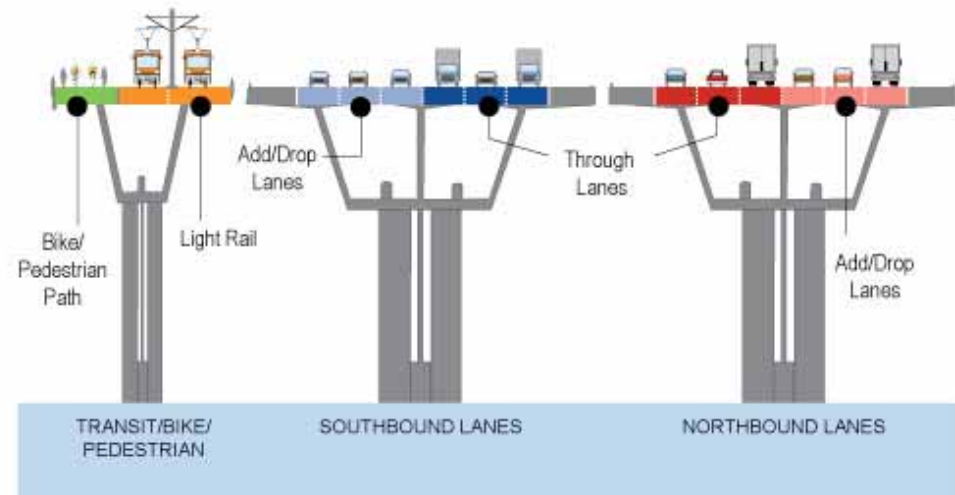 Add/Drop
Lanes
Through
Lanes
Bike/
Pedestrian
Path
Light Rail
Add/Drop
Lanes
TRANSIT/BIKE/
PEDESTRIAN
SOUTHBOUND LANES
NORTHBOUND LANES